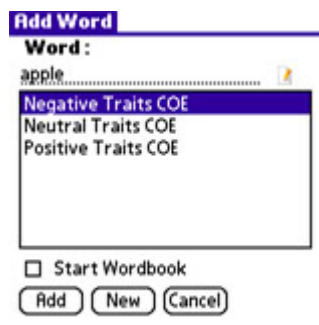 Add Word
Word:
apple
Negative Traits COE
Neutral Traits COE
Positive Traits COE
Start Wordbook
Add New Cancel